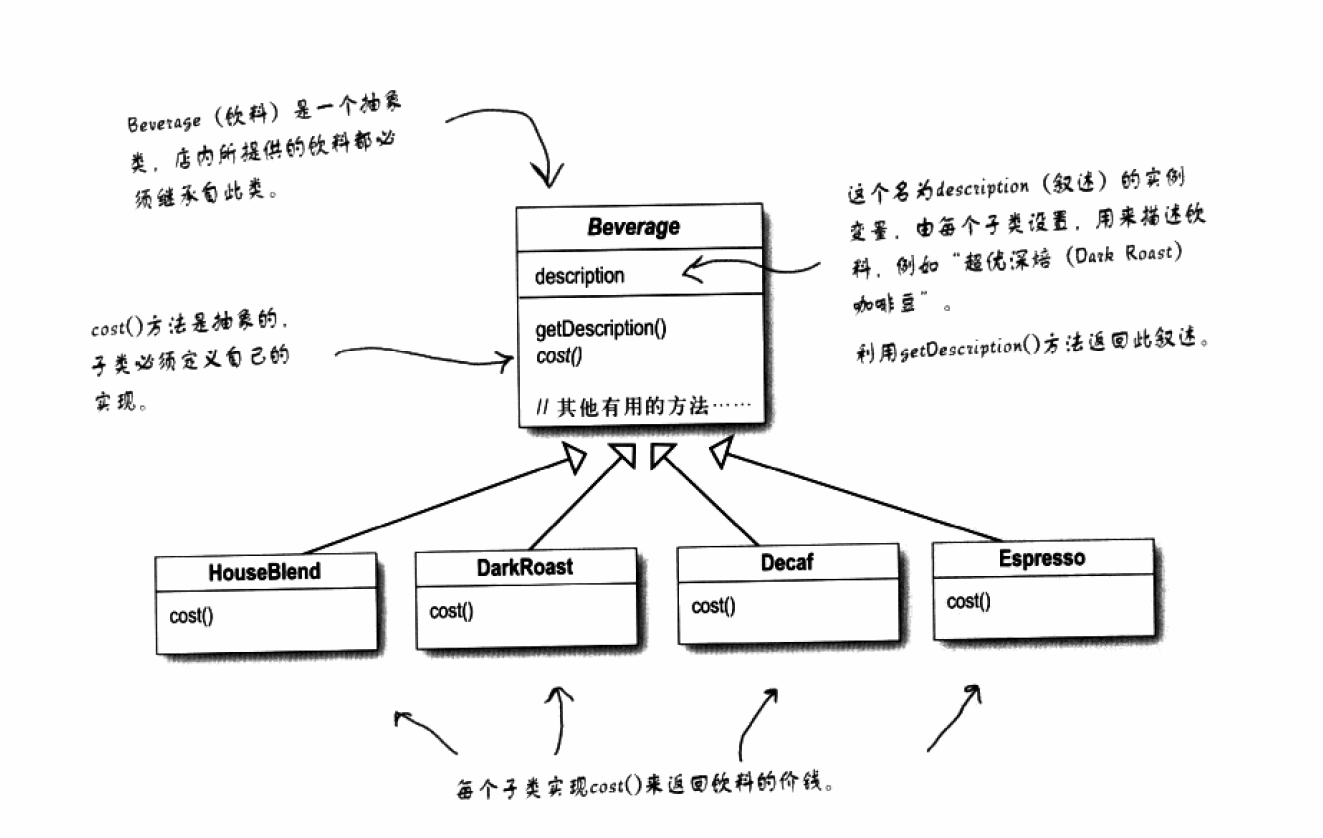 Beverage（饮料）是一个抽象
类，店内所提供的饮料都必
须继承自此类。
这个名为description（叙述）的实例
变量，由每个子类设置，用来描述饮
料，例如“超优深焙（Dark Roast）
咖啡豆”。
利用getDescription()方法返回此叙述。
cost()方法是抽象的，
子类必须定义自己的
实现。
Beverage
description
getDescription()
cost()
// 其他有用的方法……
HouseBlend
cost()
DarkRoast
cost()
Decaf
cost()
Espresso
cost()
每个子类实现cost()来返回饮料的价钱。